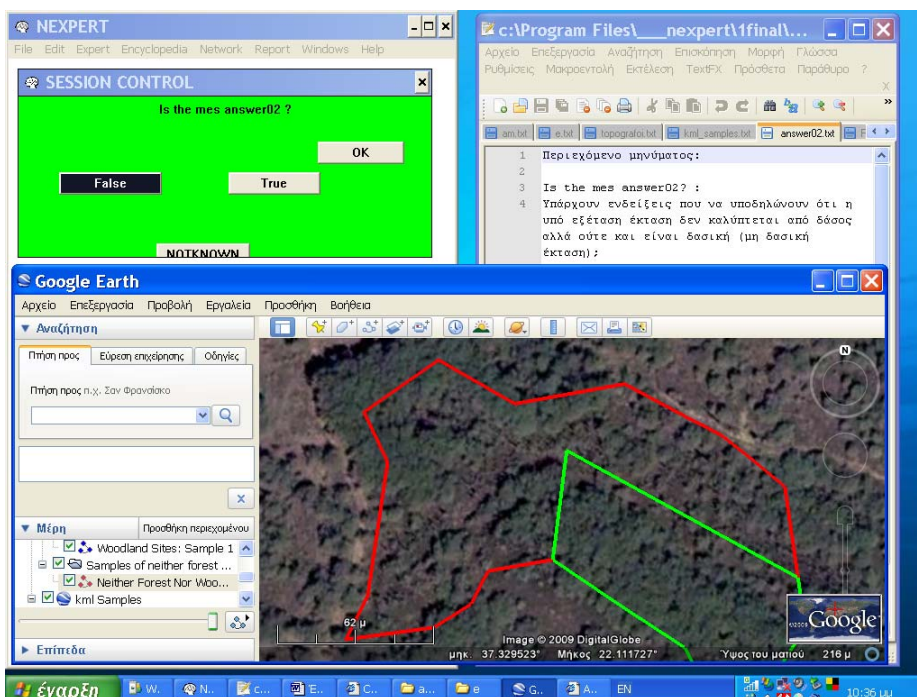 NEXPERT
File Edit Expert Encyclopedia Network Report Windows Help
SESSION CONTROL
Is the mes answer02 ?
OK
False
True
NOTKNOWN
c:\Program Files\___nexpert\1final\...
Αρχείο Επεξεργασία Αναζήτηση Επισκόπηση Μορφή Γλώσσα
Ρυθμίσεις Μακροεντολή Εκτέλεση TextFX Πρόσθετα Παράθυρο ?
X
am.txt e.txt topografoi.txt kml_samples.txt answer02.txt F
1 Περιεχόμενο μηνύματος:
2
3 Is the mes answer02? :
4 Υπάρχουν ενδείξεις που να υποδηλώνουν ότι η
υπό εξέταση έκταση δεν καλύπτεται από δάσος
αλλά ούτε και είναι δασική (μη δασική
έκταση);
Google Earth
Αρχείο Επεξεργασία Προβολή Εργαλεία Προσθήκη Βοήθεια
Αναζήτηση
Πτήση προς Εύρεση επιχείρησης Οδηγίες
Πτήση προς π.χ. Σαν Φρανσίσκο
Μέρη Προσθήκη περιεχομένου
Woodland Sites: Sample 1
Samples of neither forest ...
Neither Forest Nor Woo...
kml Samples
Επίπεδα
N
62 μ
Image © 2009 DigitalGlobe
©2009 Google
μηκ. 37.329523° Μήκος 22.111727° Ύψος του ματιού 216 μ
έναρξη W. N.. c... Έ.. C.. a... e G.. A.. EN 10:36 μμ